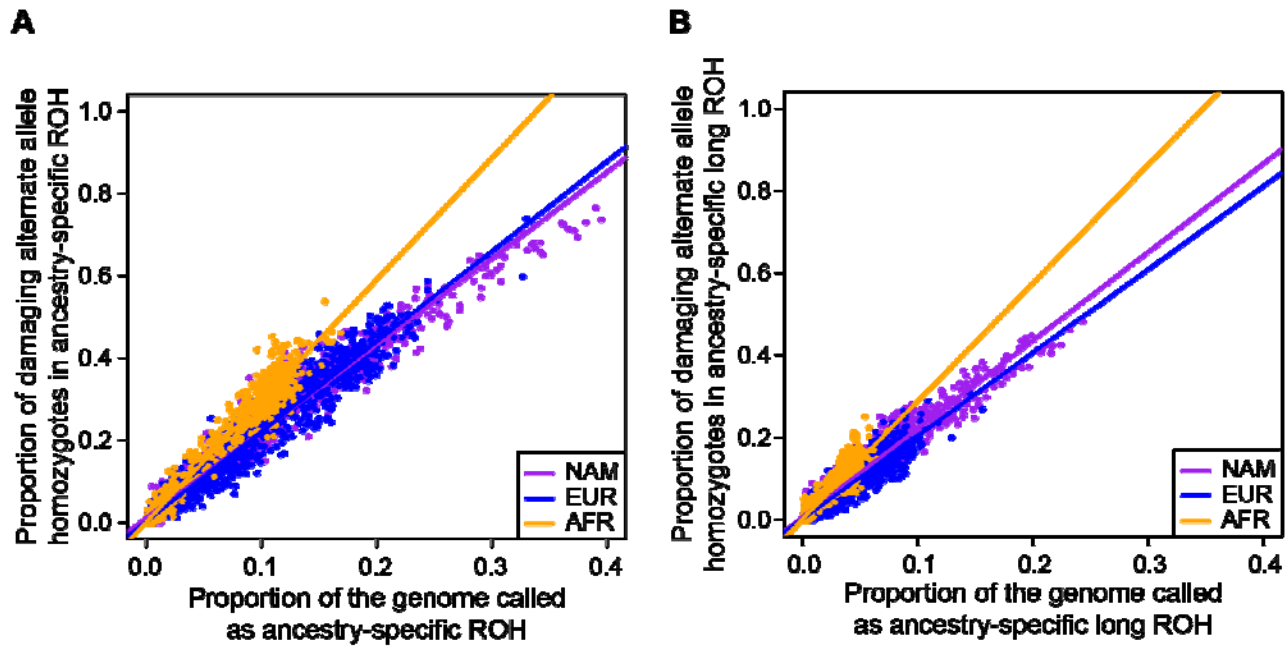 A
Proportion of damaging alternate allele
homozygotes in ancestry-specific ROH
1.0
0.8
0.6
0.4
0.2
0.0
NAM
EUR
AFR
0.0 0.1 0.2 0.3 0.4
Proportion of the genome called
as ancestry-specific ROH
B
Proportion of damaging alternate allele
homozygotes in ancestry-specific long ROH
1.0
0.8
0.6
0.4
0.2
0.0
NAM
EUR
AFR
0.0 0.1 0.2 0.3 0.4
Proportion of the genome called
as ancestry-specific long ROH